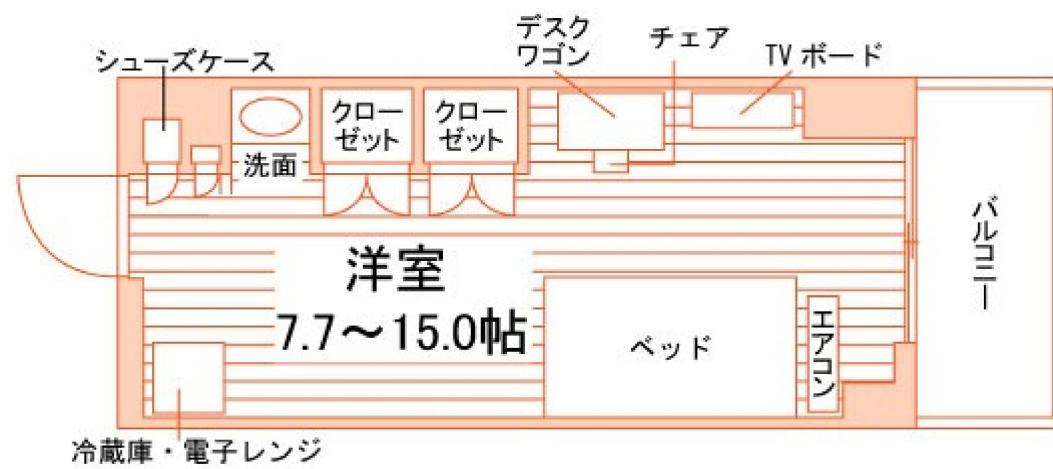 デスク
ワゴン
チェア
TVボード
シューズケース
クロー
ゼット
クロー
ゼット
洗面
バルコニー
洋室
7.7～15.0帖
ベッド
エアコン
冷蔵庫・電子レンジ